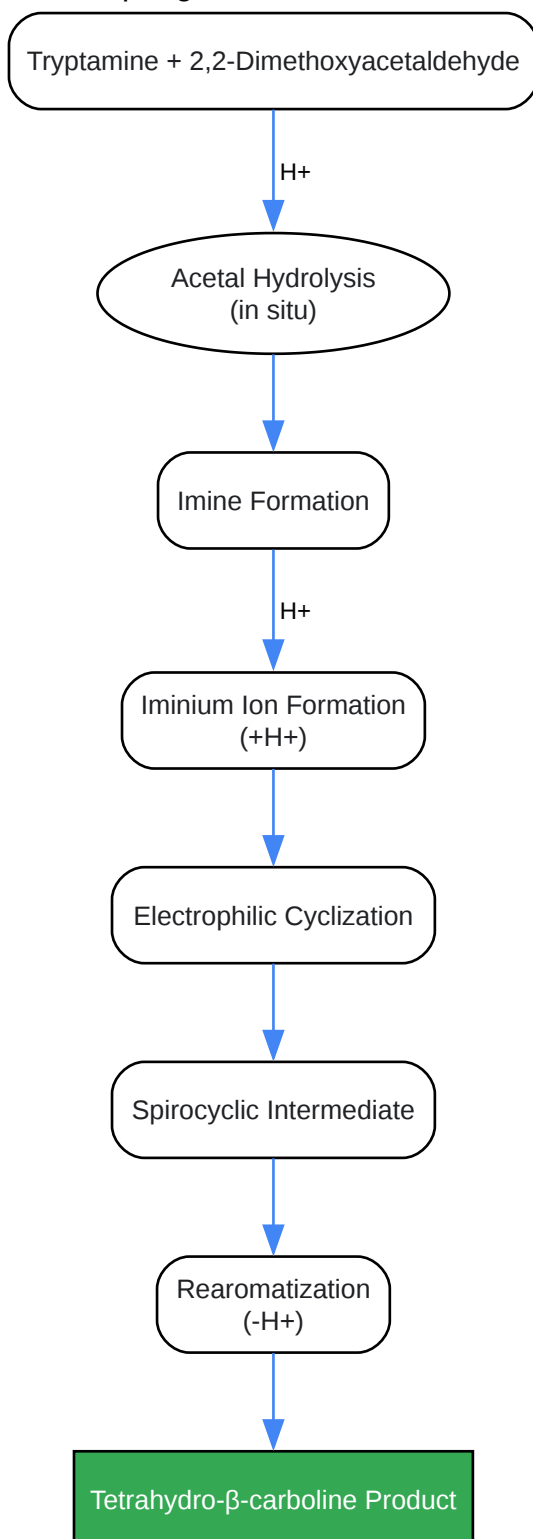 Tryptamine + 2,2-Dimethoxyacetaldehyde
H+
Acetal Hydrolysis
(in situ)
Imine Formation
H+
Iminium Ion Formation
(+H+)
Electrophilic Cyclization
Spirocyclic Intermediate
Rearomatization
(-H+)
Tetrahydro-β-carboline Product